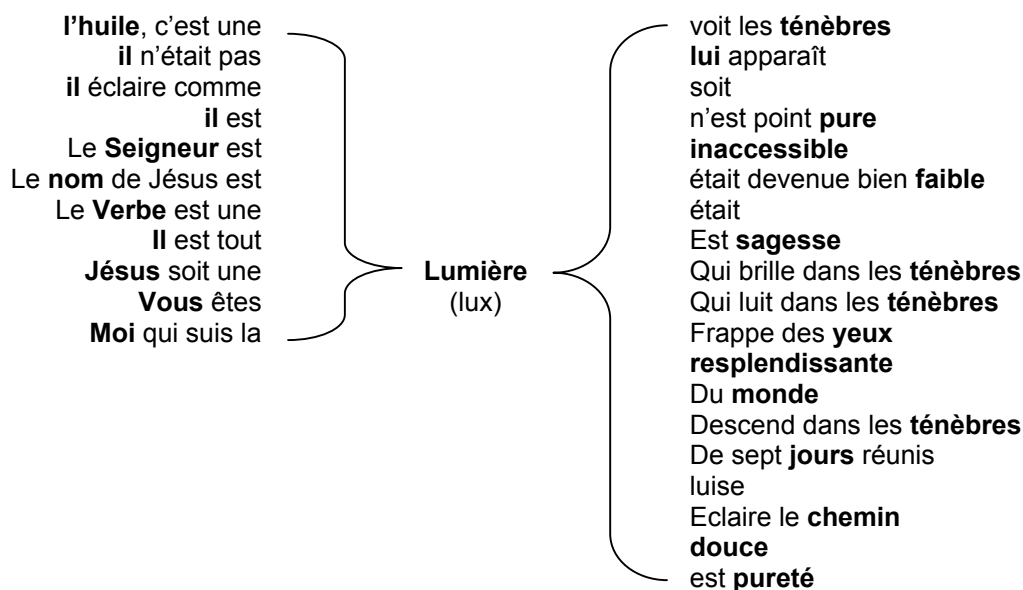 l’huile, c’est une
il n’était pas
il éclaire comme
il est
Le Seigneur est
Le nom de Jésus est
Le Verbe est une
Il est tout
Jésus soit une
Vous êtes
Moi qui suis la
Lumière
(lux)
voit les ténèbres
lui apparaît
soit
n’est point pure
inaccessible
était devenue bien faible
était
Est sagesse
Qui brille dans les ténèbres
Qui luit dans les ténèbres
Frappe des yeux
resplendissante
Du monde
Descend dans les ténèbres
De sept jours réunis
luise
Eclaire le chemin
douce
est pureté